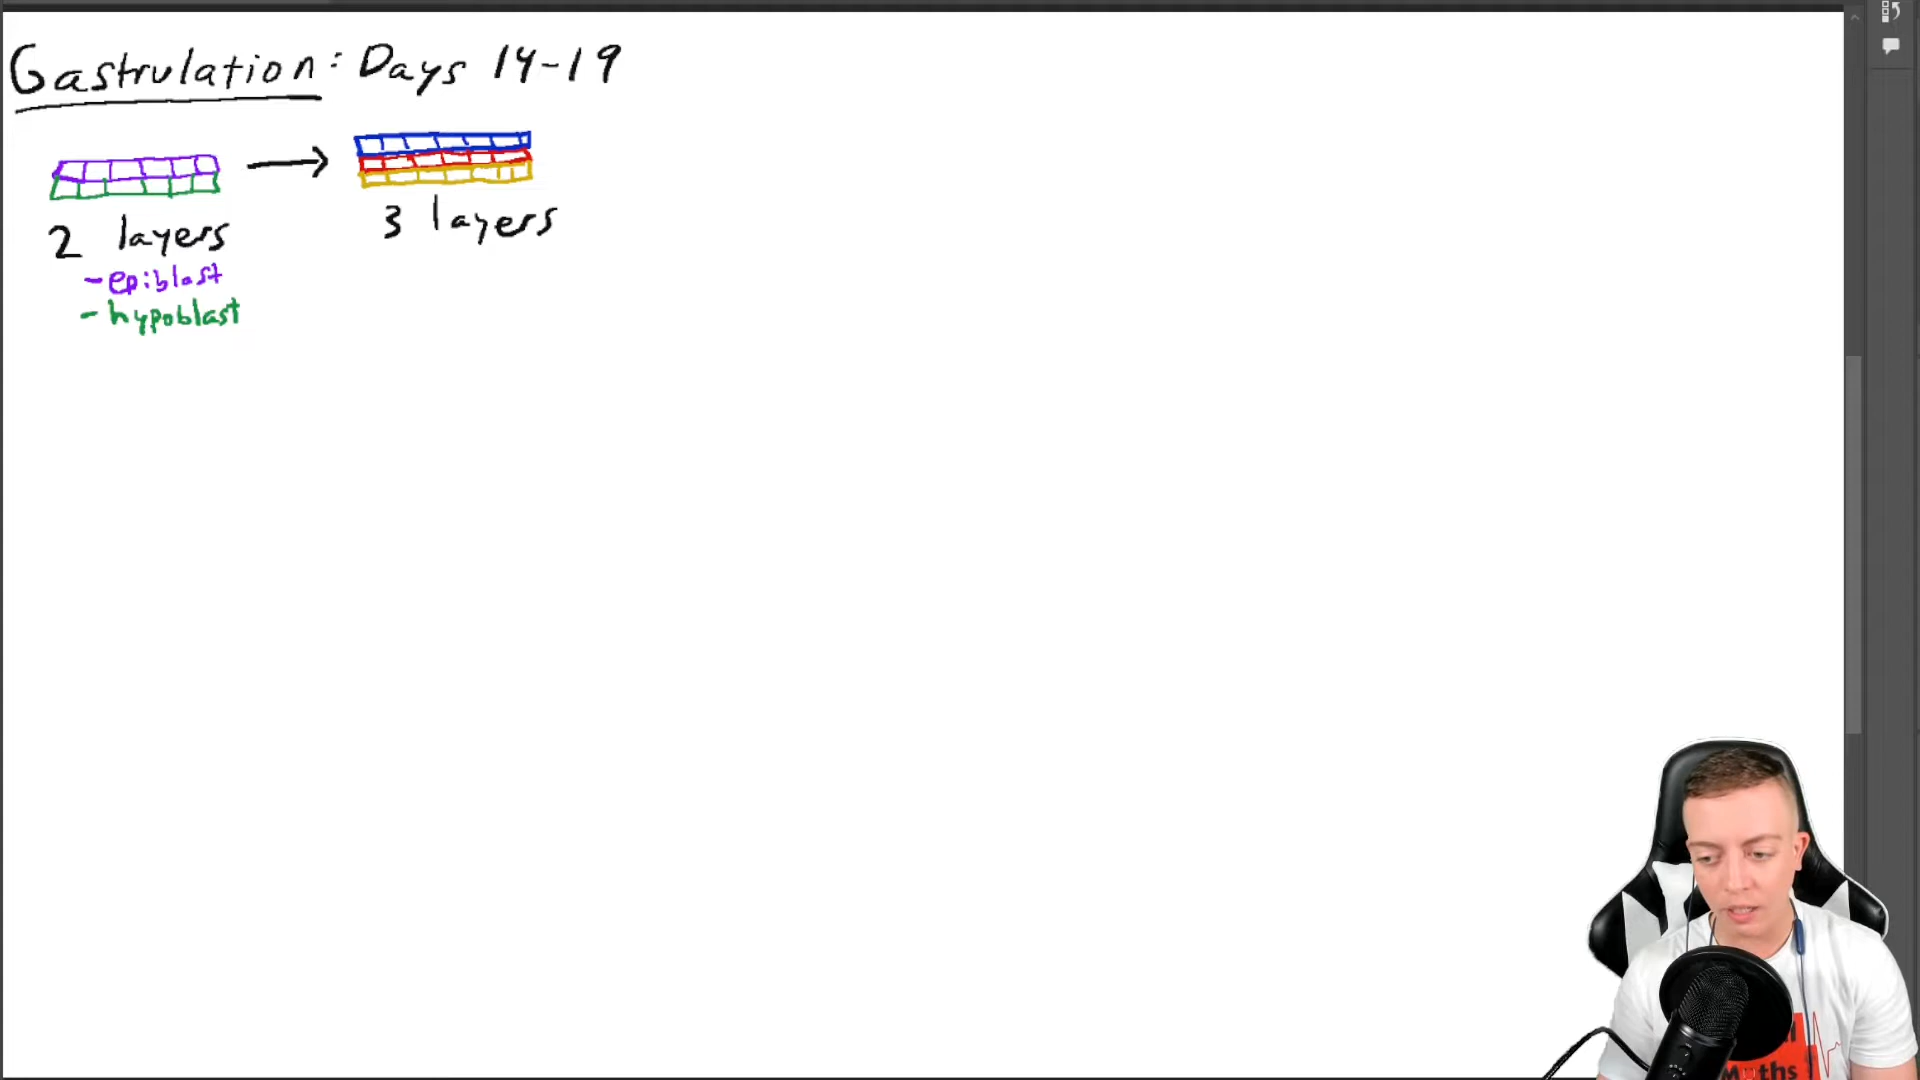 Gastrulation: Days 14-19
2 layers
- epiblast
- hypoblast
3 layers